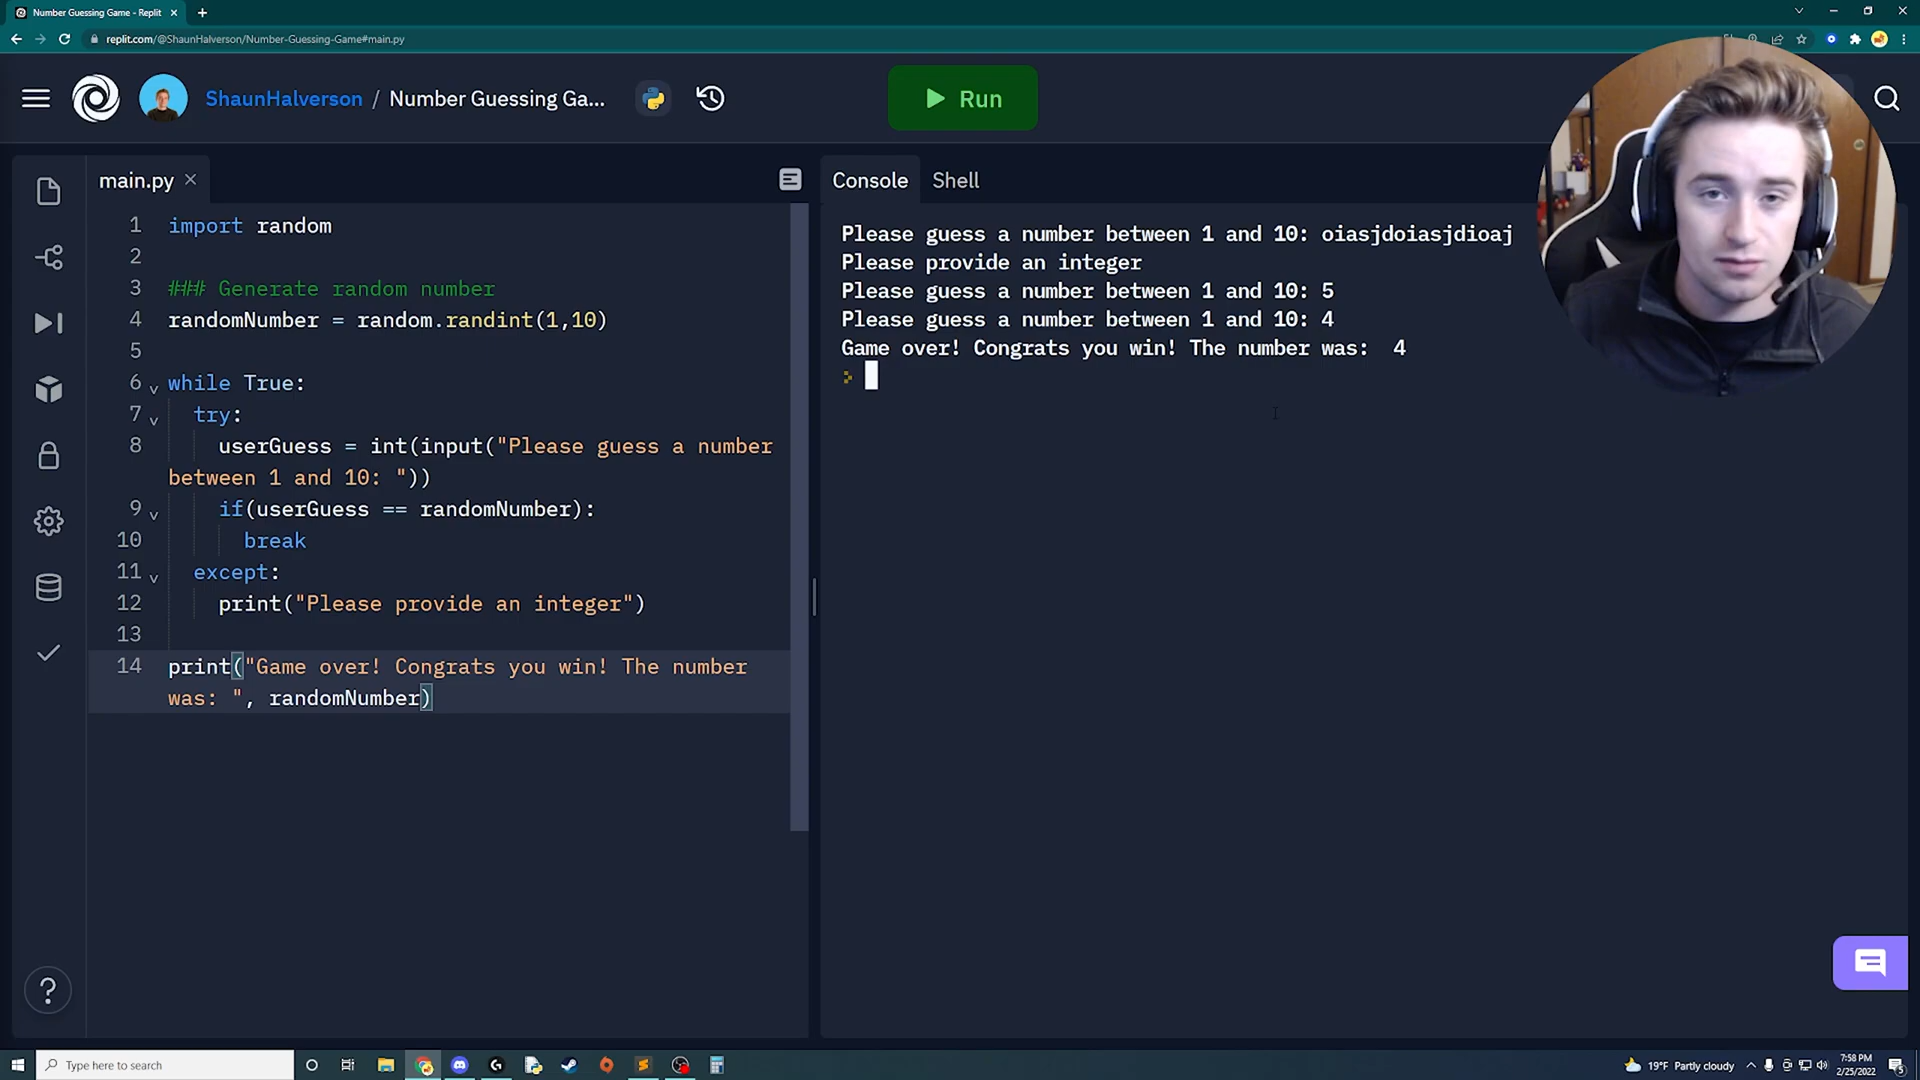 Number Guessing Game - Replit
replit.com/@ShaunHalverson/Number-Guessing-Game#main.py
ShaunHalverson / Number Guessing Ga...
Run
main.py
Console Shell
1 import random
2
3 ### Generate random number
4 randomNumber = random.randint(1,10)
5
6 while True:
7 try:
8 userGuess = int(input("Please guess a number
between 1 and 10: "))
9 if(userGuess == randomNumber):
10 break
11 except:
12 print("Please provide an integer")
13
14 print("Game over! Congrats you win! The number
was: ", randomNumber)
Please guess a number between 1 and 10: oiasjdoiasjdioaj
Please provide an integer
Please guess a number between 1 and 10: 5
Please guess a number between 1 and 10: 4
Game over! Congrats you win! The number was:  4
Type here to search
19°F Partly cloudy
7:58 PM
2/25/2022
5